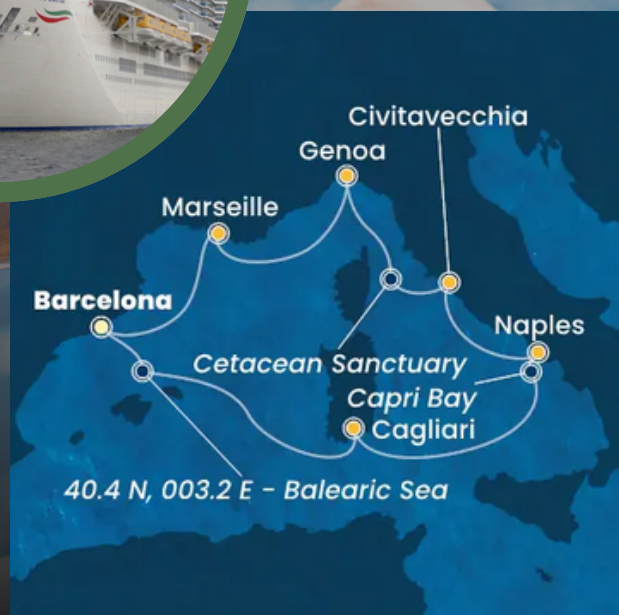 Civitavecchia
Genoa
Marseille
Barcelona
Naples
Cetacean Sanctuary
Capri Bay
Cagliari
40.4 N, 003.2 E - Balearic Sea